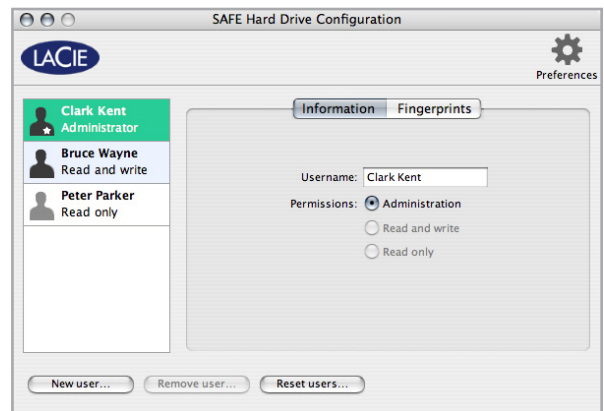 SAFE Hard Drive Configuration
LACIE
Preferences
Clark Kent
Administrator
Bruce Wayne
Read and write
Peter Parker
Read only
Information Fingerprints
Username: Clark Kent
Permissions: Administration
Read and write
Read only
New user... Remove user... Reset users...